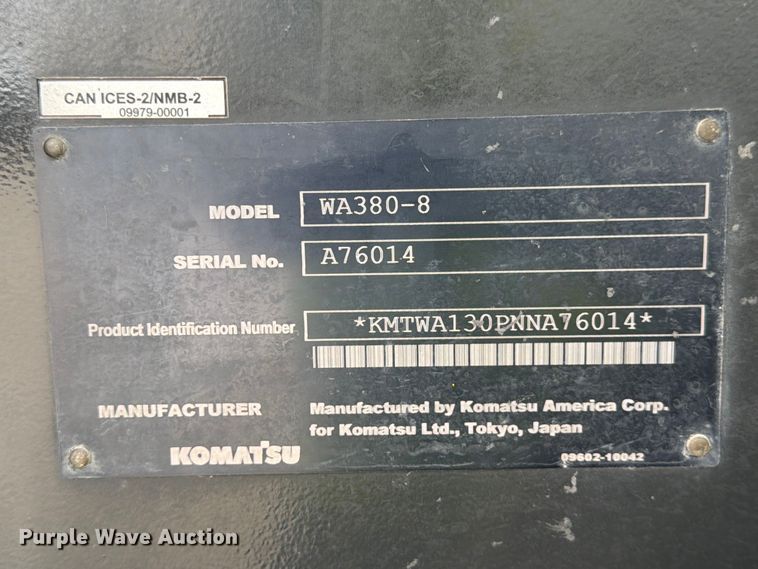 CAN ICES-2/NMB-2
09979-00001
MODEL WA380-8
SERIAL No. A76014
Product Identification Number *KMTWA130PNNA76014*
MANUFACTURER Manufactured by Komatsu America Corp.
for Komatsu Ltd., Tokyo, Japan
KOMATSU 09602-10042
Purple Wave Auction